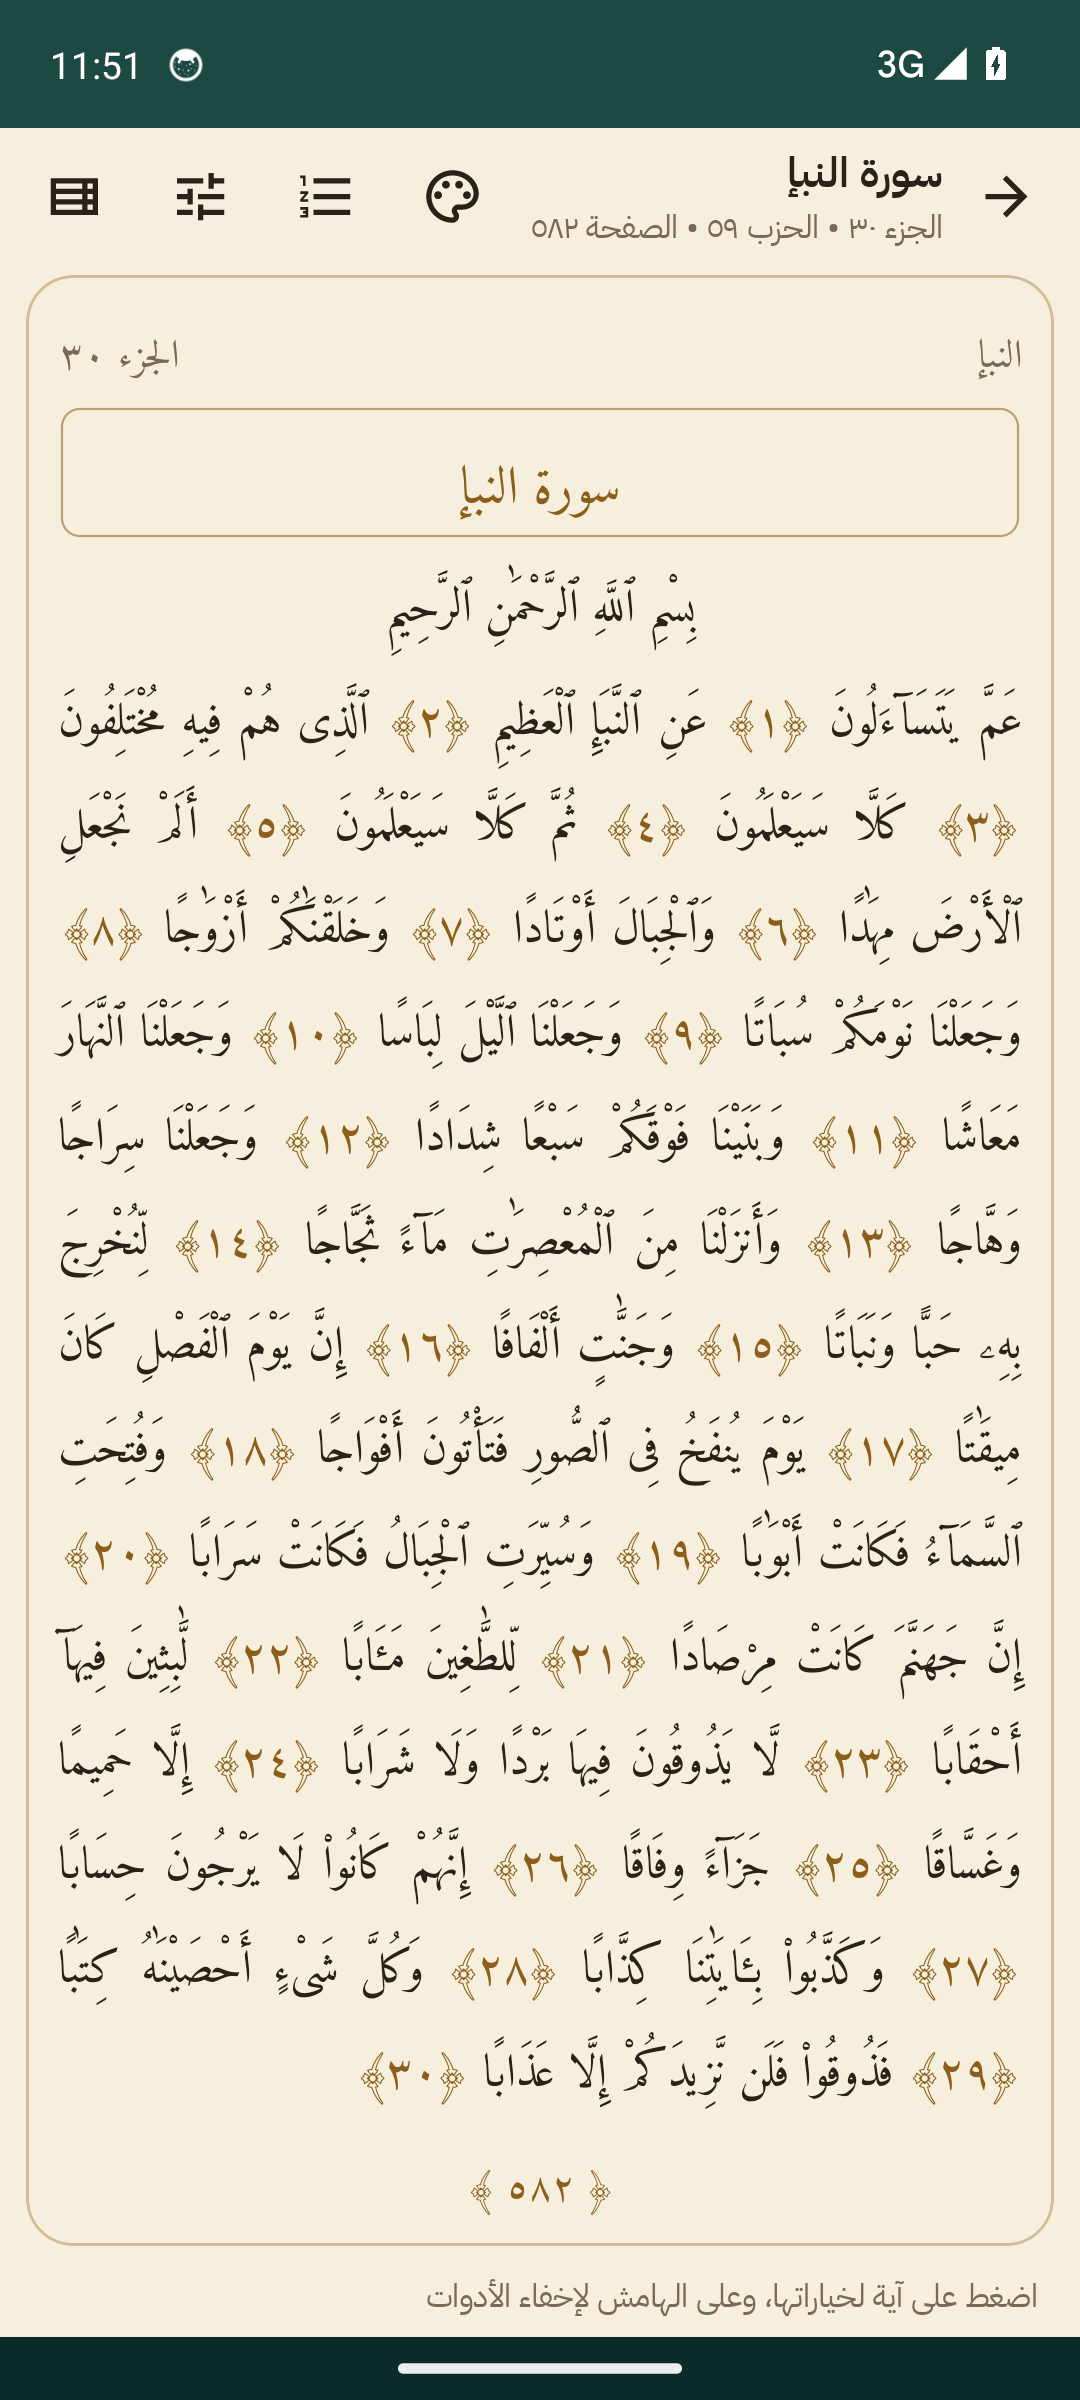 11:51
3G
سورة النبإ
الجزء ٣٠ • الحزب ٥٩ • الصفحة ٥٨٢
النبإ
الجزء ٣٠
سورة النبإ
بِسْمِ ٱللَّهِ ٱلرَّحْمَٰنِ ٱلرَّحِيمِ
عَمَّ يَتَسَآءَلُونَ ﴿١﴾ عَنِ ٱلنَّبَإِ ٱلْعَظِيمِ ﴿٢﴾ ٱلَّذِى هُمْ فِيهِ مُخْتَلِفُونَ
﴿٣﴾ كَلَّا سَيَعْلَمُونَ ﴿٤﴾ ثُمَّ كَلَّا سَيَعْلَمُونَ ﴿٥﴾ أَلَمْ نَجْعَلِ
ٱلْأَرْضَ مِهَٰدًا ﴿٦﴾ وَٱلْجِبَالَ أَوْتَادًا ﴿٧﴾ وَخَلَقْنَٰكُمْ أَزْوَٰجًا ﴿٨﴾
وَجَعَلْنَا نَوْمَكُمْ سُبَاتًا ﴿٩﴾ وَجَعَلْنَا ٱلَّيْلَ لِبَاسًا ﴿١٠﴾ وَجَعَلْنَا ٱلنَّهَارَ
مَعَاشًا ﴿١١﴾ وَبَنَيْنَا فَوْقَكُمْ سَبْعًا شِدَادًا ﴿١٢﴾ وَجَعَلْنَا سِرَاجًا
وَهَّاجًا ﴿١٣﴾ وَأَنزَلْنَا مِنَ ٱلْمُعْصِرَٰتِ مَآءً ثَجَّاجًا ﴿١٤﴾ لِّنُخْرِجَ
بِهِۦ حَبًّا وَنَبَاتًا ﴿١٥﴾ وَجَنَّٰتٍ أَلْفَافًا ﴿١٦﴾ إِنَّ يَوْمَ ٱلْفَصْلِ كَانَ
مِيقَٰتًا ﴿١٧﴾ يَوْمَ يُنفَخُ فِى ٱلصُّورِ فَتَأْتُونَ أَفْوَاجًا ﴿١٨﴾ وَفُتِحَتِ
ٱلسَّمَآءُ فَكَانَتْ أَبْوَٰبًا ﴿١٩﴾ وَسُيِّرَتِ ٱلْجِبَالُ فَكَانَتْ سَرَابًا ﴿٢٠﴾
إِنَّ جَهَنَّمَ كَانَتْ مِرْصَادًا ﴿٢١﴾ لِّلطَّٰغِينَ مَـَٔابًا ﴿٢٢﴾ لَّٰبِثِينَ فِيهَآ
أَحْقَابًا ﴿٢٣﴾ لَّا يَذُوقُونَ فِيهَا بَرْدًا وَلَا شَرَابًا ﴿٢٤﴾ إِلَّا حَمِيمًا
وَغَسَّاقًا ﴿٢٥﴾ جَزَآءً وِفَاقًا ﴿٢٦﴾ إِنَّهُمْ كَانُوا۟ لَا يَرْجُونَ حِسَابًا
﴿٢٧﴾ وَكَذَّبُوا۟ بِـَٔايَٰتِنَا كِذَّابًا ﴿٢٨﴾ وَكُلَّ شَىْءٍ أَحْصَيْنَٰهُ كِتَٰبًا
﴿٢٩﴾ فَذُوقُوا۟ فَلَن نَّزِيدَكُمْ إِلَّا عَذَابًا ﴿٣٠﴾
﴿ ٥٨٢ ﴾
اضغط على آية لخياراتها، وعلى الهامش لإخفاء الأدوات